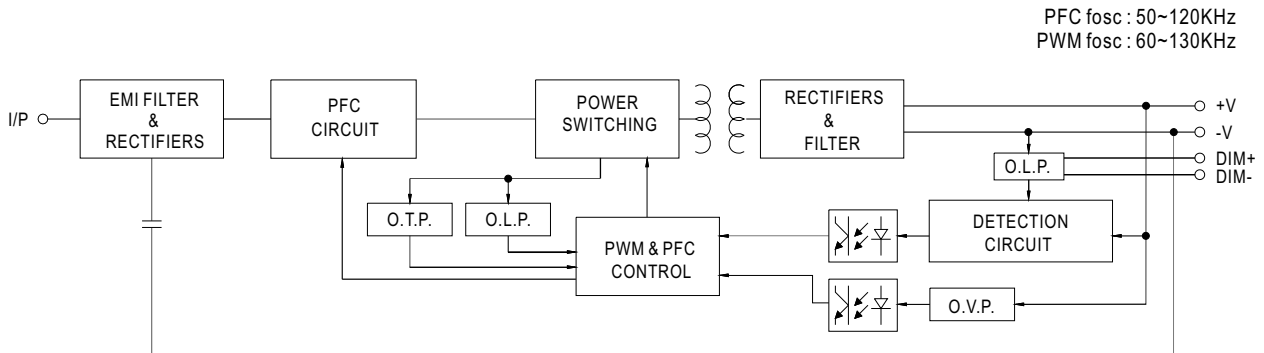 PFC fosc : 50~120KHz
PWM fosc : 60~130KHz
I/P
EMI FILTER
&
RECTIFIERS
PFC
CIRCUIT
POWER
SWITCHING
RECTIFIERS
&
FILTER
+V
-V
DIM+
DIM-
O.L.P.
O.T.P.
O.L.P.
PWM & PFC
CONTROL
DETECTION
CIRCUIT
O.V.P.